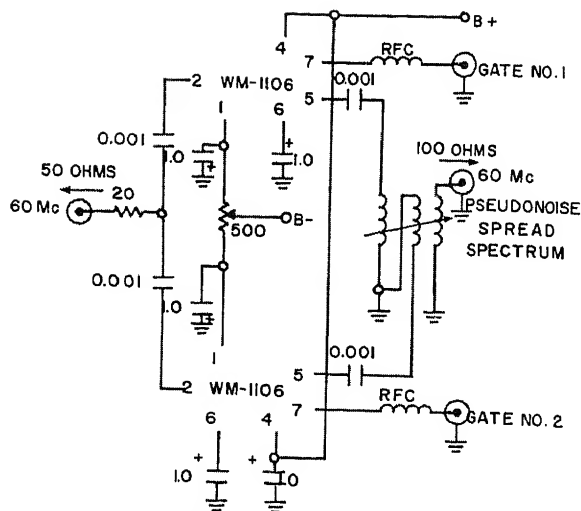 B+
4
7
RFC
GATE NO.1
2
WM-1106
0.001
1
6
5
0.001
1.0
+
+
1.0
50 OHMS
20
100 OHMS
60 Mc
60 Mc
500
B-
PSEUDONOISE
SPREAD
SPECTRUM
0.001
1.0
+
1
0.001
5
2
WM-1106
RFC
7
6
4
GATE NO.2
+
+
1.0